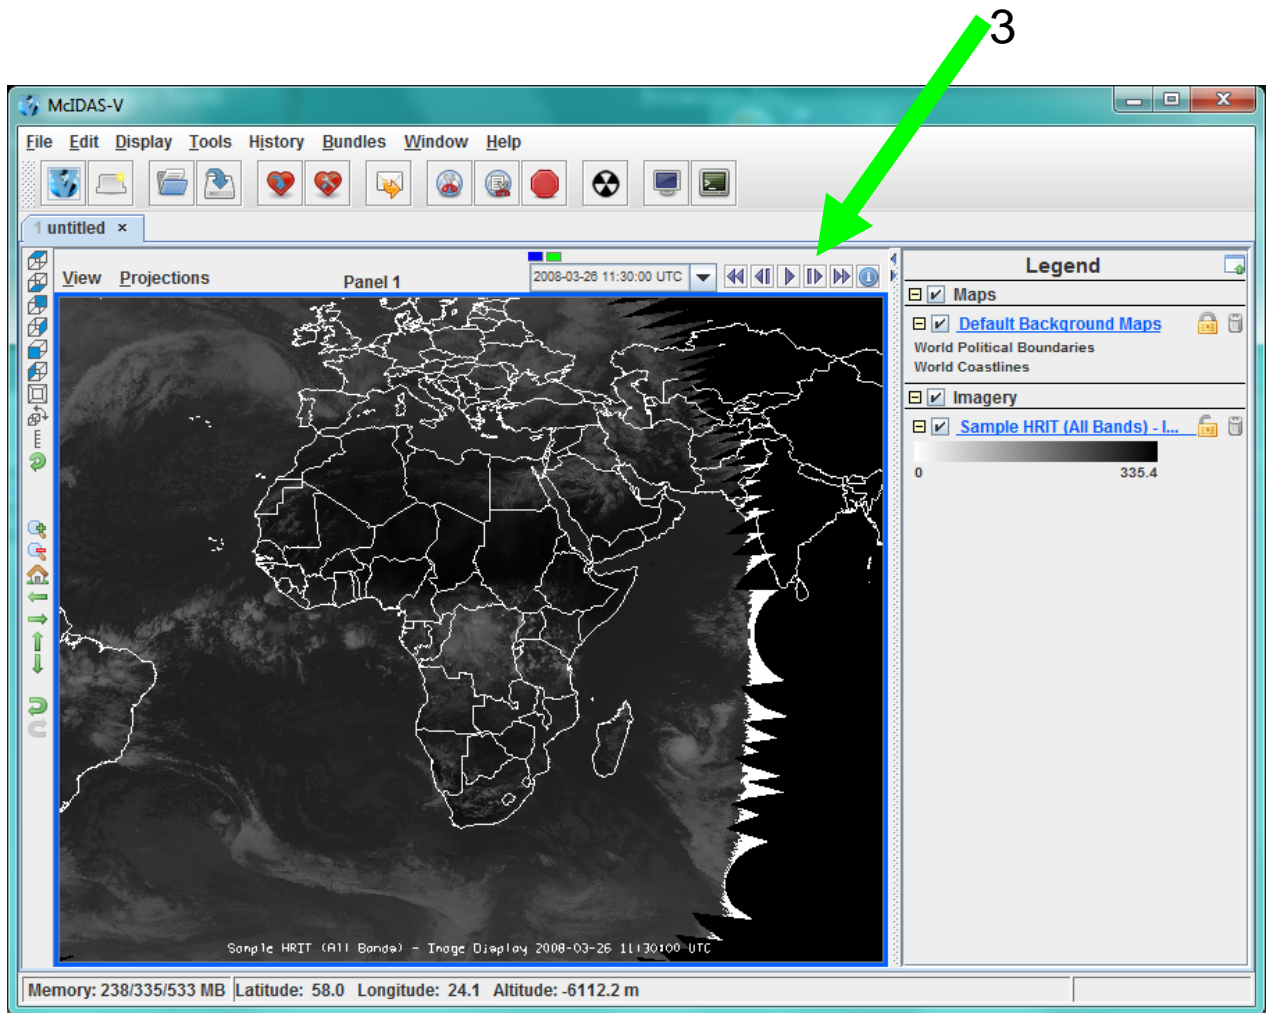 3
McIDAS-V
File Edit Display Tools History Bundles Window Help
1 untitled ×
View Projections
Panel 1
2008-03-26 11:30:00 UTC
Legend
Maps
Default Background Maps
World Political Boundaries
World Coastlines
Imagery
Sample HRIT (All Bands) - I...
0 335.4
Sample HRIT (All Bands) - Image Display 2008-03-26 11:30:00 UTC
Memory: 238/335/533 MB Latitude: 58.0 Longitude: 24.1 Altitude: -6112.2 m